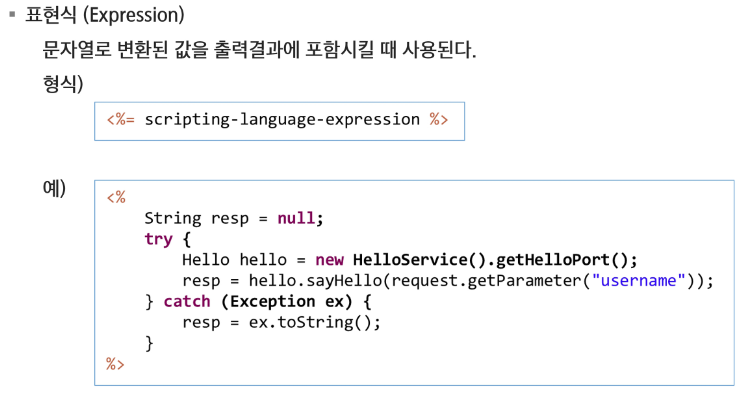 ▪ 표현식 (Expression)
문자열로 변환된 값을 출력결과에 포함시킬 때 사용된다.
형식)
<%= scripting-language-expression %>
예)
<%
String resp = null;
try {
Hello hello = new HelloService().getHelloPort();
resp = hello.sayHello(request.getParameter("username"));
} catch (Exception ex) {
resp = ex.toString();
}
%>